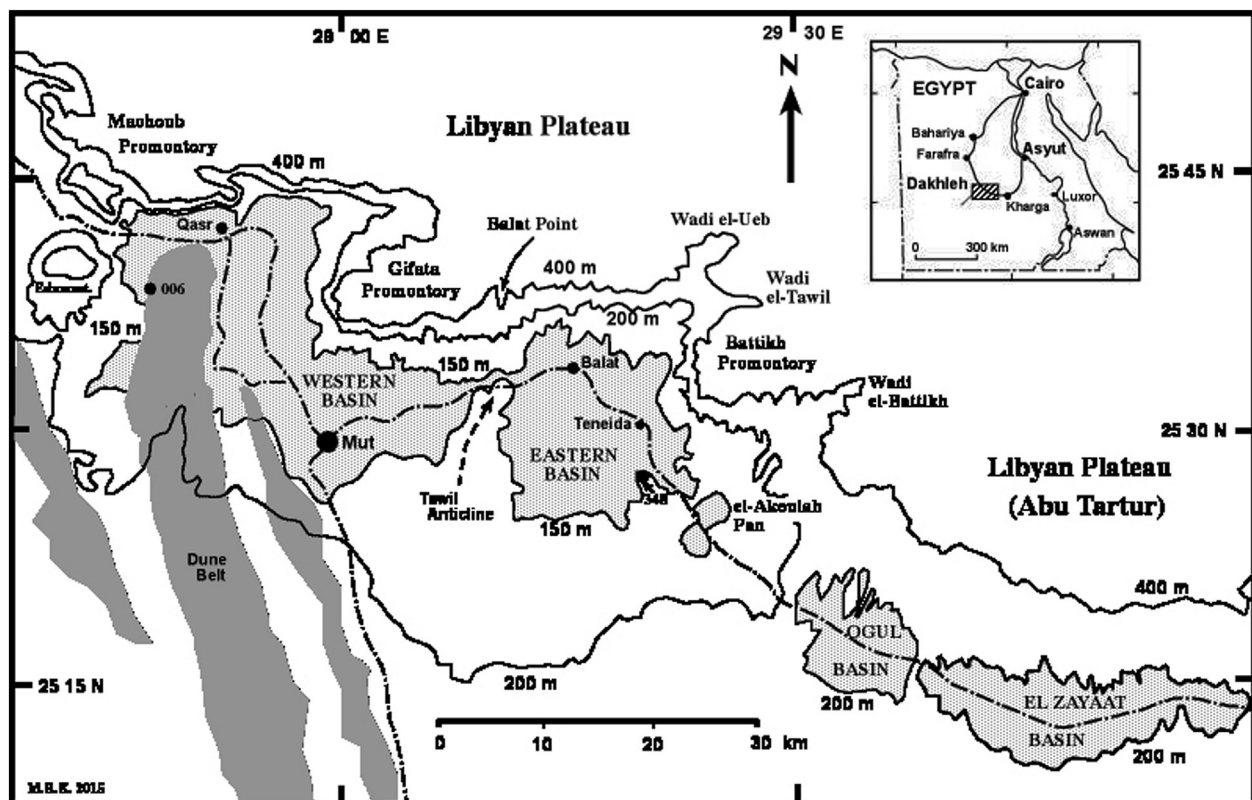 29 00 E
29 30 E
N
EGYPT
Cairo
Bahariya
Farafra
Asyut
Dakhleh
Kharga
Luxor
Aswan
0 300 km
Maohoub
Promontory
Libyan Plateau
400 m
25 45 N
Qasr
006
150 m
Gifata
Promontory
Balat Point
400 m
Wadi el-Ueb
Wadi
el-Tawil
200 m
Battikh
Promontory
150 m
Balat
WESTERN
BASIN
Mut
Teneida
Wadi
el-Battikh
25 30 N
EASTERN
BASIN
Tawil
Anticline
150 m
el-Akoulah
Pan
Libyan Plateau
(Abu Tartur)
Dune
Belt
400 m
OGUL
BASIN
200 m
200 m
25 15 N
EL ZAYAAT
BASIN
200 m
0 10 20 30 km
M.R.K. 2015